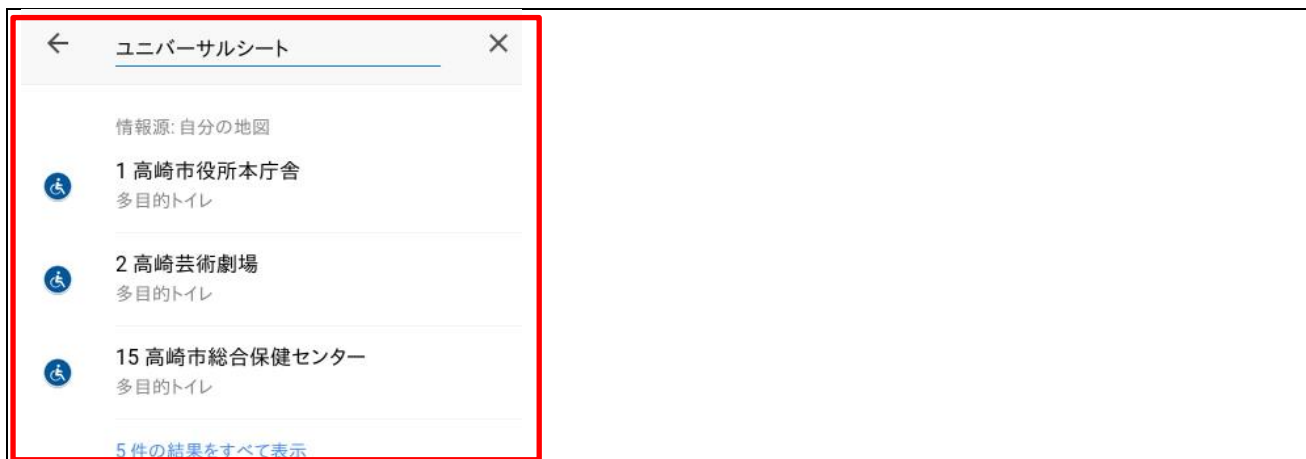 ユニバーサルシート
情報源: 自分の地図
1 高崎市役所本庁舎
多目的トイレ
2 高崎芸術劇場
多目的トイレ
15 高崎市総合保健センター
多目的トイレ
5 件の結果をすべて表示